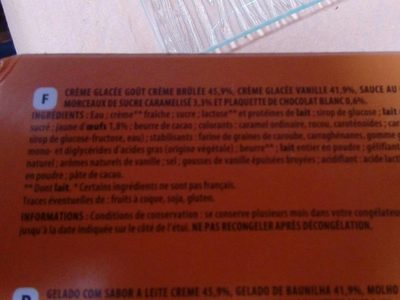 F
CRÈME GLACÉE GOÛT CRÈME BRÛLÉE 45,9%, CRÈME GLACÉE VANILLE 41,9%, SAUCE AU
MORCEAUX DE SUCRE CARAMELISÉ 3,3% ET PLAQUETTE DE CHOCOLAT BLANC 0,6%.
INGRÉDIENTS : Eau ; crème** fraîche ; sucre ; lactose** et protéines de lait ; sirop de glucose ; lait
sucré ; jaune d'œufs 1,8% ; beurre de cacao ; colorants : caramel ordinaire, rocou, caroténoïdes ;
sirop de glucose-fructose, eau) ; stabilisants : farine de graines de caroube, carraghénanes, gomme
mono- et diglycérides d'acides gras (origine végétale) ; beurre** ; lait entier en poudre ; gélifiant
naturel ; arômes naturels de vanille ; sel ; gousses de vanille épuisées broyées ; acidifiant : acide
en poudre ; pâte de cacao.
** Dont lait. * Certains ingrédients ne sont pas français.
Traces éventuelles de : fruits à coque, soja, gluten.
INFORMATIONS : Conditions de conservation : se conserve plusieurs mois dans votre congélateur
jusqu'à la date indiquée sur le côté de l'étui. NE PAS RECONGELER APRÈS DÉCONGÉLATION.
GELADO COM SABOR A LEITE CREME 45,9%, GELADO DE BAUNILHA 41,9%, MOLHO